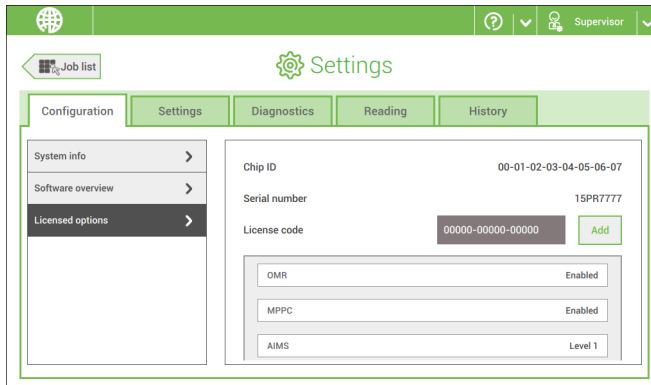 Supervisor
Job list
Settings
Configuration
Settings
Diagnostics
Reading
History
System info
Software overview
Licensed options
Chip ID 00-01-02-03-04-05-06-07
Serial number 15PR7777
License code 00000-00000-00000 Add
OMR Enabled
MPPC Enabled
AIMS Level 1